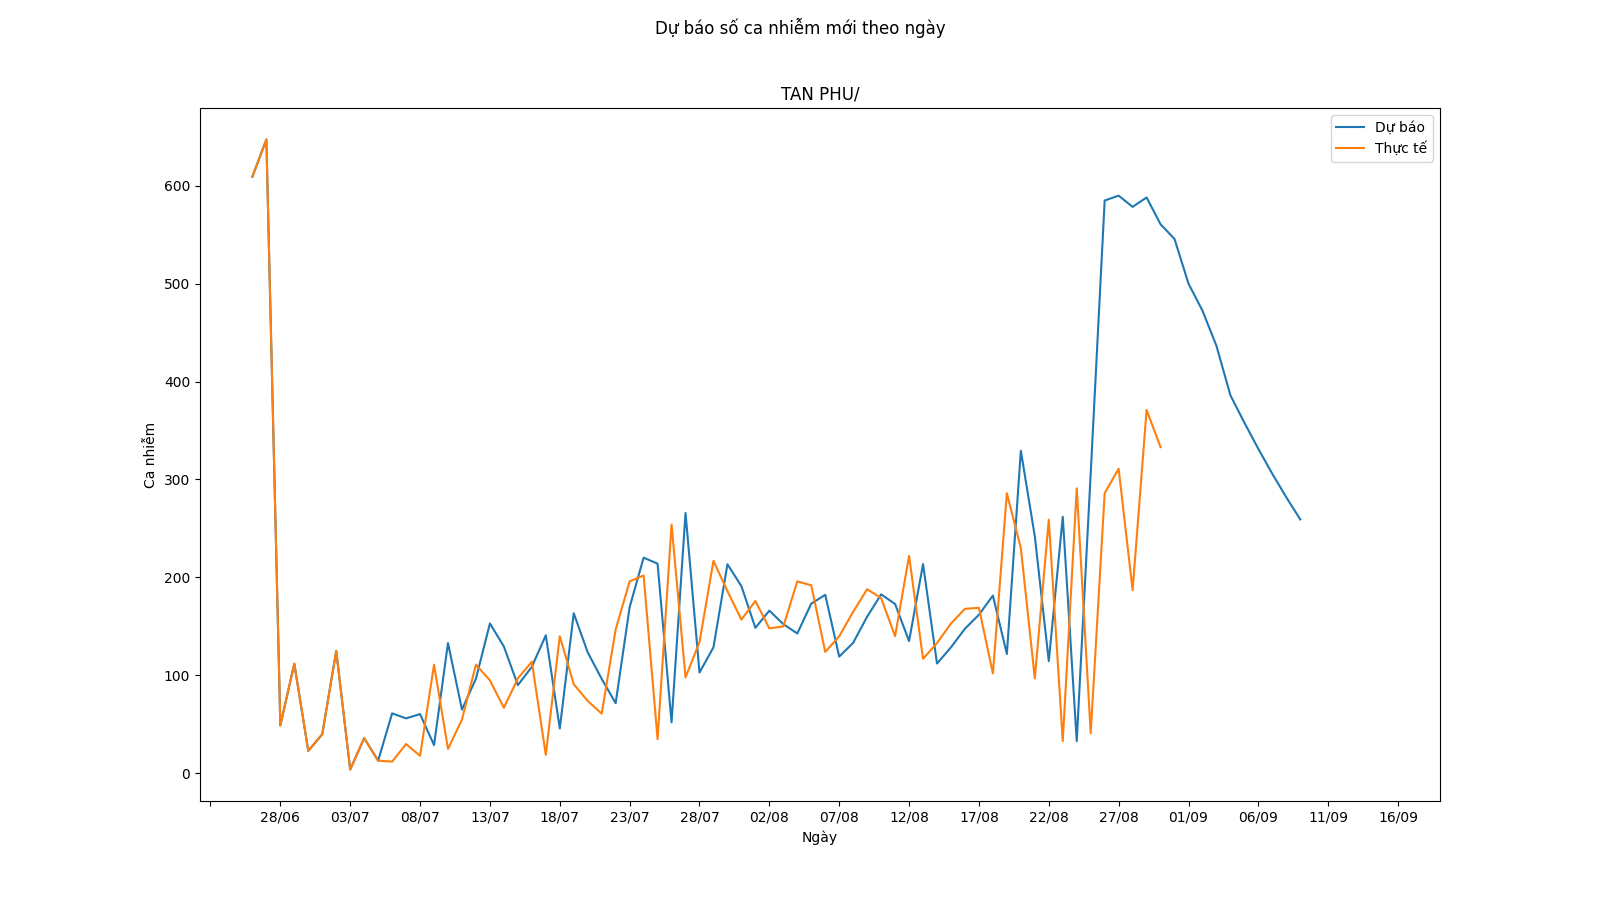 Dự báo số ca nhiễm mới theo ngày
TAN PHU/
Dự báo
Thực tế
600
500
400
300
200
100
0
Ca nhiễm
28/06 03/07 08/07 13/07 18/07 23/07 28/07 02/08 07/08 12/08 17/08 22/08 27/08 01/09 06/09 11/09 16/09
Ngày